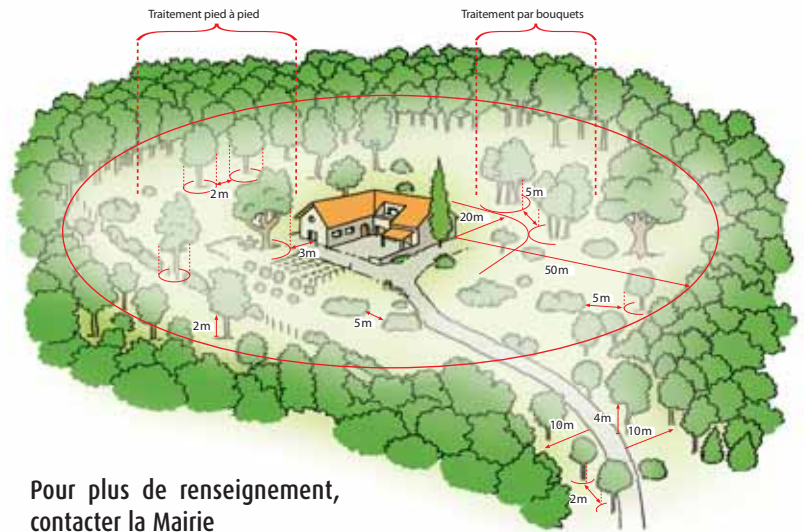 Traitement pied à pied
Traitement par bouquets
2m
5m
20m
3m
50m
5m
2m
5m
4m
10m
10m
2m
Pour plus de renseignement,
contacter la Mairie